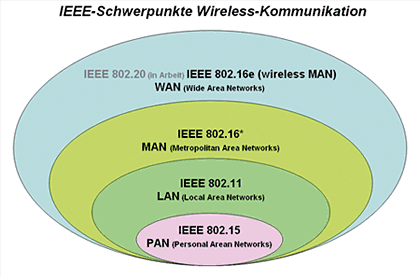 IEEE-Schwerpunkte Wireless-Kommunikation
IEEE 802.20 (in Arbeit) IEEE 802.16e (wireless MAN)
WAN (Wide Area Networks)
IEEE 802.16*
MAN (Metropolitan Area Networks)
IEEE 802.11
LAN (Local Area Networks)
IEEE 802.15
PAN (Personal Arean Networks)